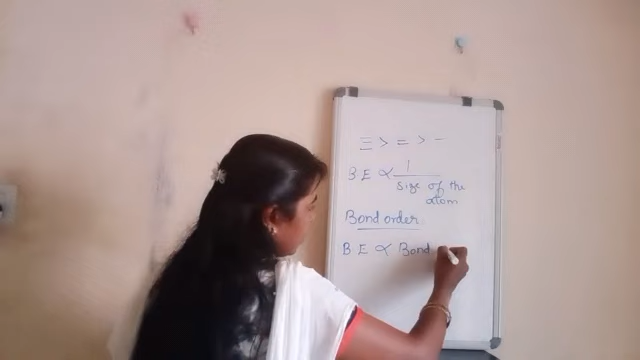 ≡ > = > -
B E ∝ 1
size of the
atom
Bond order
B E ∝ Bond